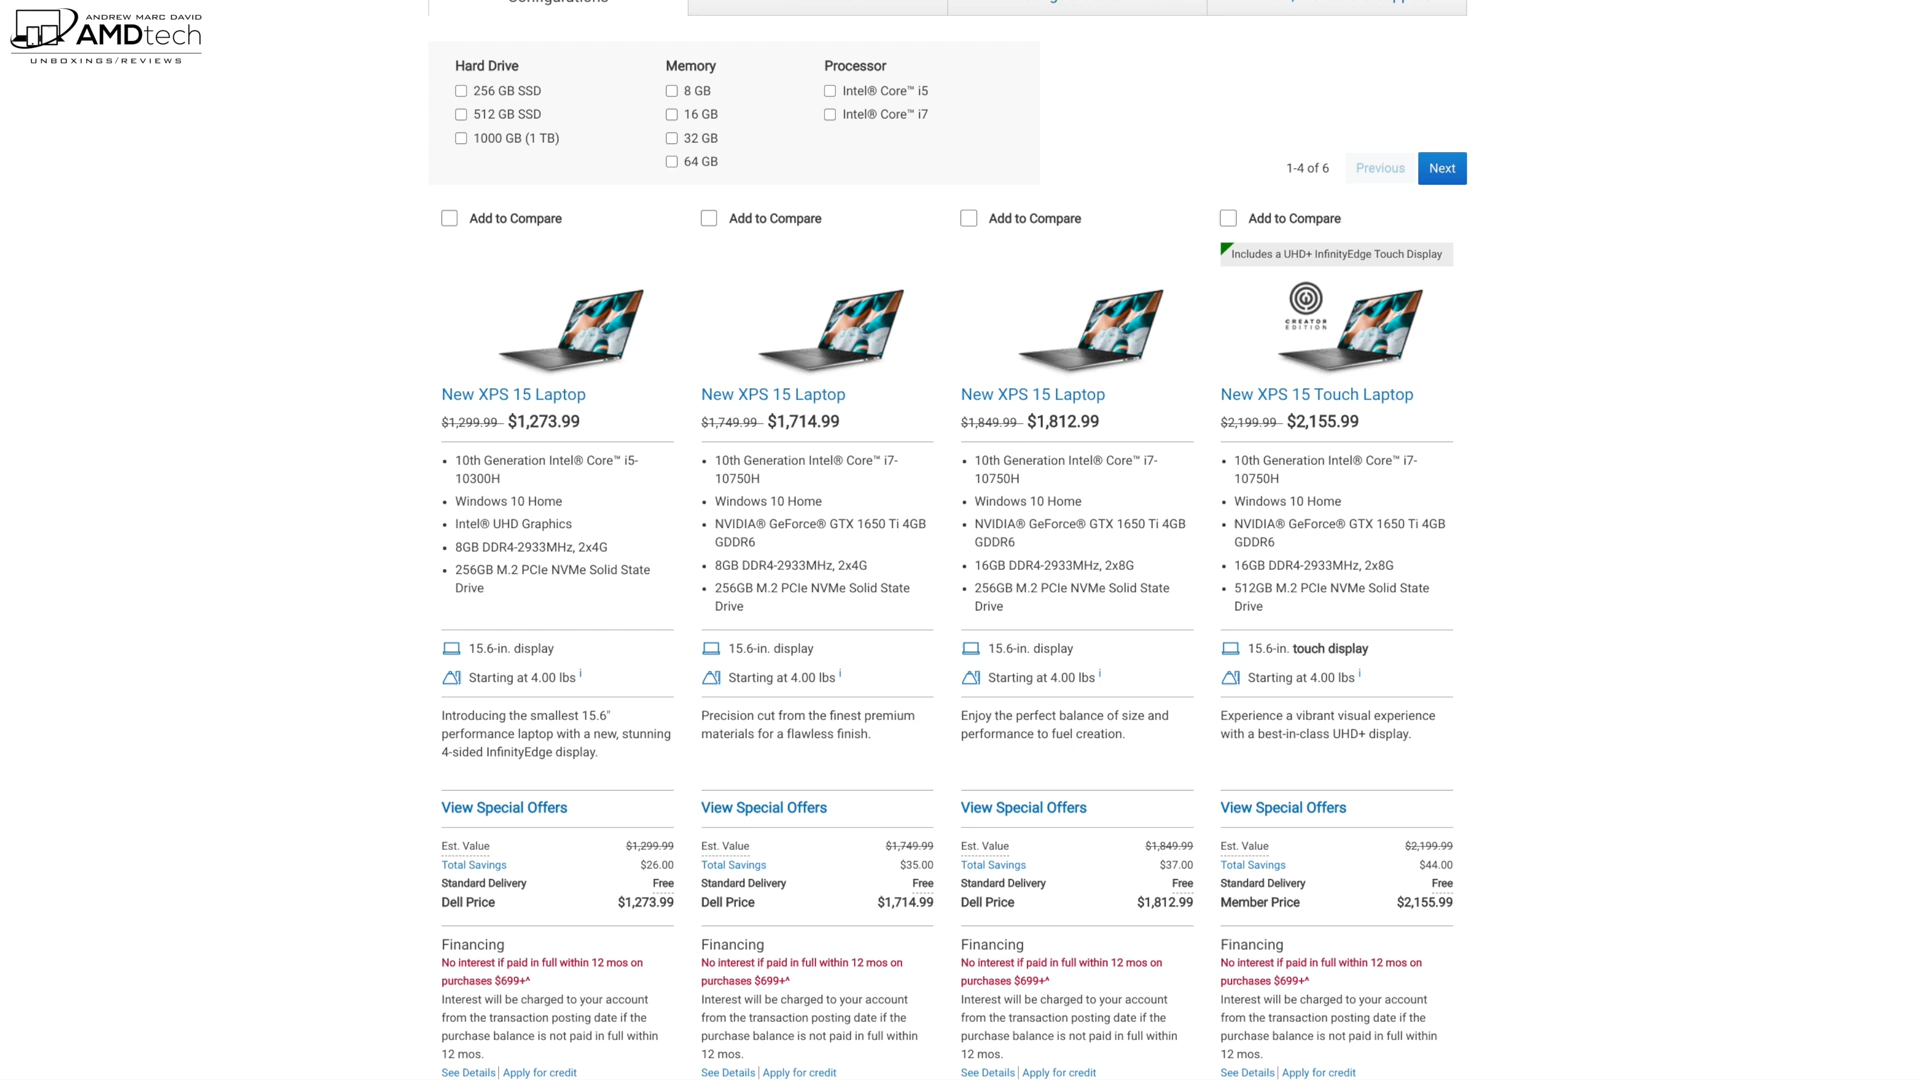 ANDREW MARC DAVID
AMDtech
UNBOXINGS/REVIEWS
Hard Drive
256 GB SSD
512 GB SSD
1000 GB (1 TB)
Memory
8 GB
16 GB
32 GB
64 GB
Processor
Intel® Core™ i5
Intel® Core™ i7
1-4 of 6
Previous
Next
Add to Compare
Add to Compare
Add to Compare
Add to Compare
Includes a UHD+ InfinityEdge Touch Display
CREATOR
EDITION
New XPS 15 Laptop
$1,299.99 $1,273.99
10th Generation Intel® Core™ i5-
10300H
Windows 10 Home
Intel® UHD Graphics
8GB DDR4-2933MHz, 2x4G
256GB M.2 PCIe NVMe Solid State
Drive
15.6-in. display
Starting at 4.00 lbs i
Introducing the smallest 15.6"
performance laptop with a new, stunning
4-sided InfinityEdge display.
View Special Offers
Est. Value $1,299.99
Total Savings $26.00
Standard Delivery Free
Dell Price $1,273.99
Financing
No interest if paid in full within 12 mos on
purchases $699+^
Interest will be charged to your account
from the transaction posting date if the
purchase balance is not paid in full within
12 mos.
See Details | Apply for credit
New XPS 15 Laptop
$1,749.99 $1,714.99
10th Generation Intel® Core™ i7-
10750H
Windows 10 Home
NVIDIA® GeForce® GTX 1650 Ti 4GB
GDDR6
8GB DDR4-2933MHz, 2x4G
256GB M.2 PCIe NVMe Solid State
Drive
15.6-in. display
Starting at 4.00 lbs i
Precision cut from the finest premium
materials for a flawless finish.
View Special Offers
Est. Value $1,749.99
Total Savings $35.00
Standard Delivery Free
Dell Price $1,714.99
Financing
No interest if paid in full within 12 mos on
purchases $699+^
Interest will be charged to your account
from the transaction posting date if the
purchase balance is not paid in full within
12 mos.
See Details | Apply for credit
New XPS 15 Laptop
$1,849.99 $1,812.99
10th Generation Intel® Core™ i7-
10750H
Windows 10 Home
NVIDIA® GeForce® GTX 1650 Ti 4GB
GDDR6
16GB DDR4-2933MHz, 2x8G
256GB M.2 PCIe NVMe Solid State
Drive
15.6-in. display
Starting at 4.00 lbs i
Enjoy the perfect balance of size and
performance to fuel creation.
View Special Offers
Est. Value $1,849.99
Total Savings $37.00
Standard Delivery Free
Dell Price $1,812.99
Financing
No interest if paid in full within 12 mos on
purchases $699+^
Interest will be charged to your account
from the transaction posting date if the
purchase balance is not paid in full within
12 mos.
See Details | Apply for credit
New XPS 15 Touch Laptop
$2,199.99 $2,155.99
10th Generation Intel® Core™ i7-
10750H
Windows 10 Home
NVIDIA® GeForce® GTX 1650 Ti 4GB
GDDR6
16GB DDR4-2933MHz, 2x8G
512GB M.2 PCIe NVMe Solid State
Drive
15.6-in. touch display
Starting at 4.00 lbs i
Experience a vibrant visual experience
with a best-in-class UHD+ display.
View Special Offers
Est. Value $2,199.99
Total Savings $44.00
Standard Delivery Free
Member Price $2,155.99
Financing
No interest if paid in full within 12 mos on
purchases $699+^
Interest will be charged to your account
from the transaction posting date if the
purchase balance is not paid in full within
12 mos.
See Details | Apply for credit